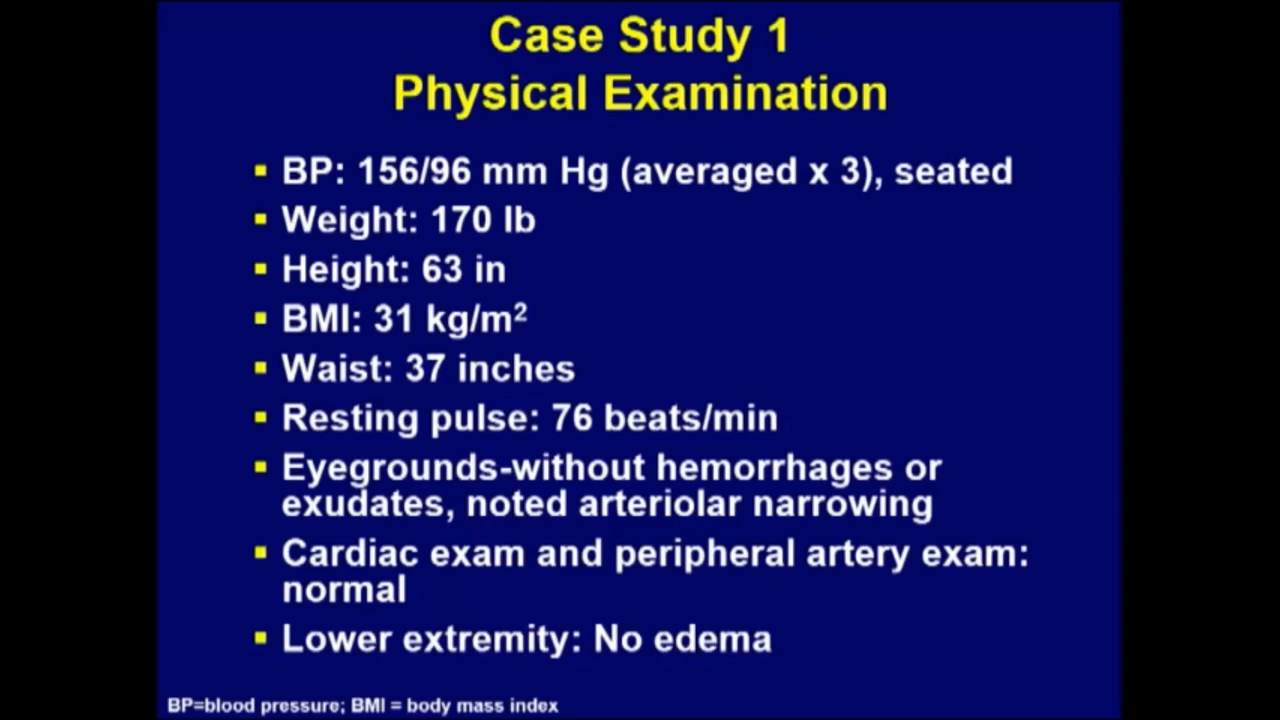 Case Study 1
Physical Examination
▪ BP: 156/96 mm Hg (averaged x 3), seated
▪ Weight: 170 lb
▪ Height: 63 in
▪ BMI: 31 kg/m²
▪ Waist: 37 inches
▪ Resting pulse: 76 beats/min
▪ Eyegrounds-without hemorrhages or
exudates, noted arteriolar narrowing
▪ Cardiac exam and peripheral artery exam:
normal
▪ Lower extremity: No edema
BP=blood pressure; BMI = body mass index